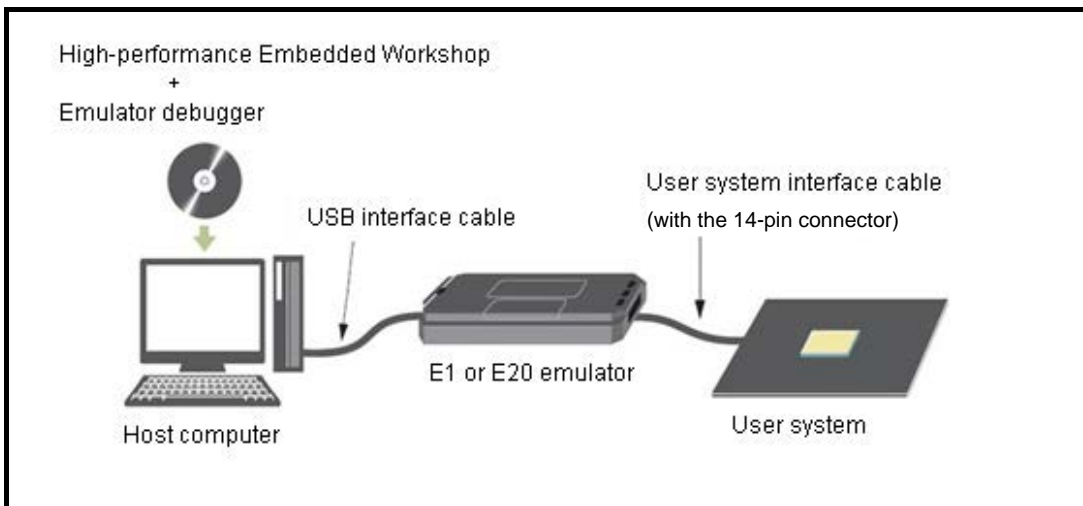 High-performance Embedded Workshop
+
Emulator debugger
User system interface cable
(with the 14-pin connector)
USB interface cable
E1 or E20 emulator
User system
Host computer